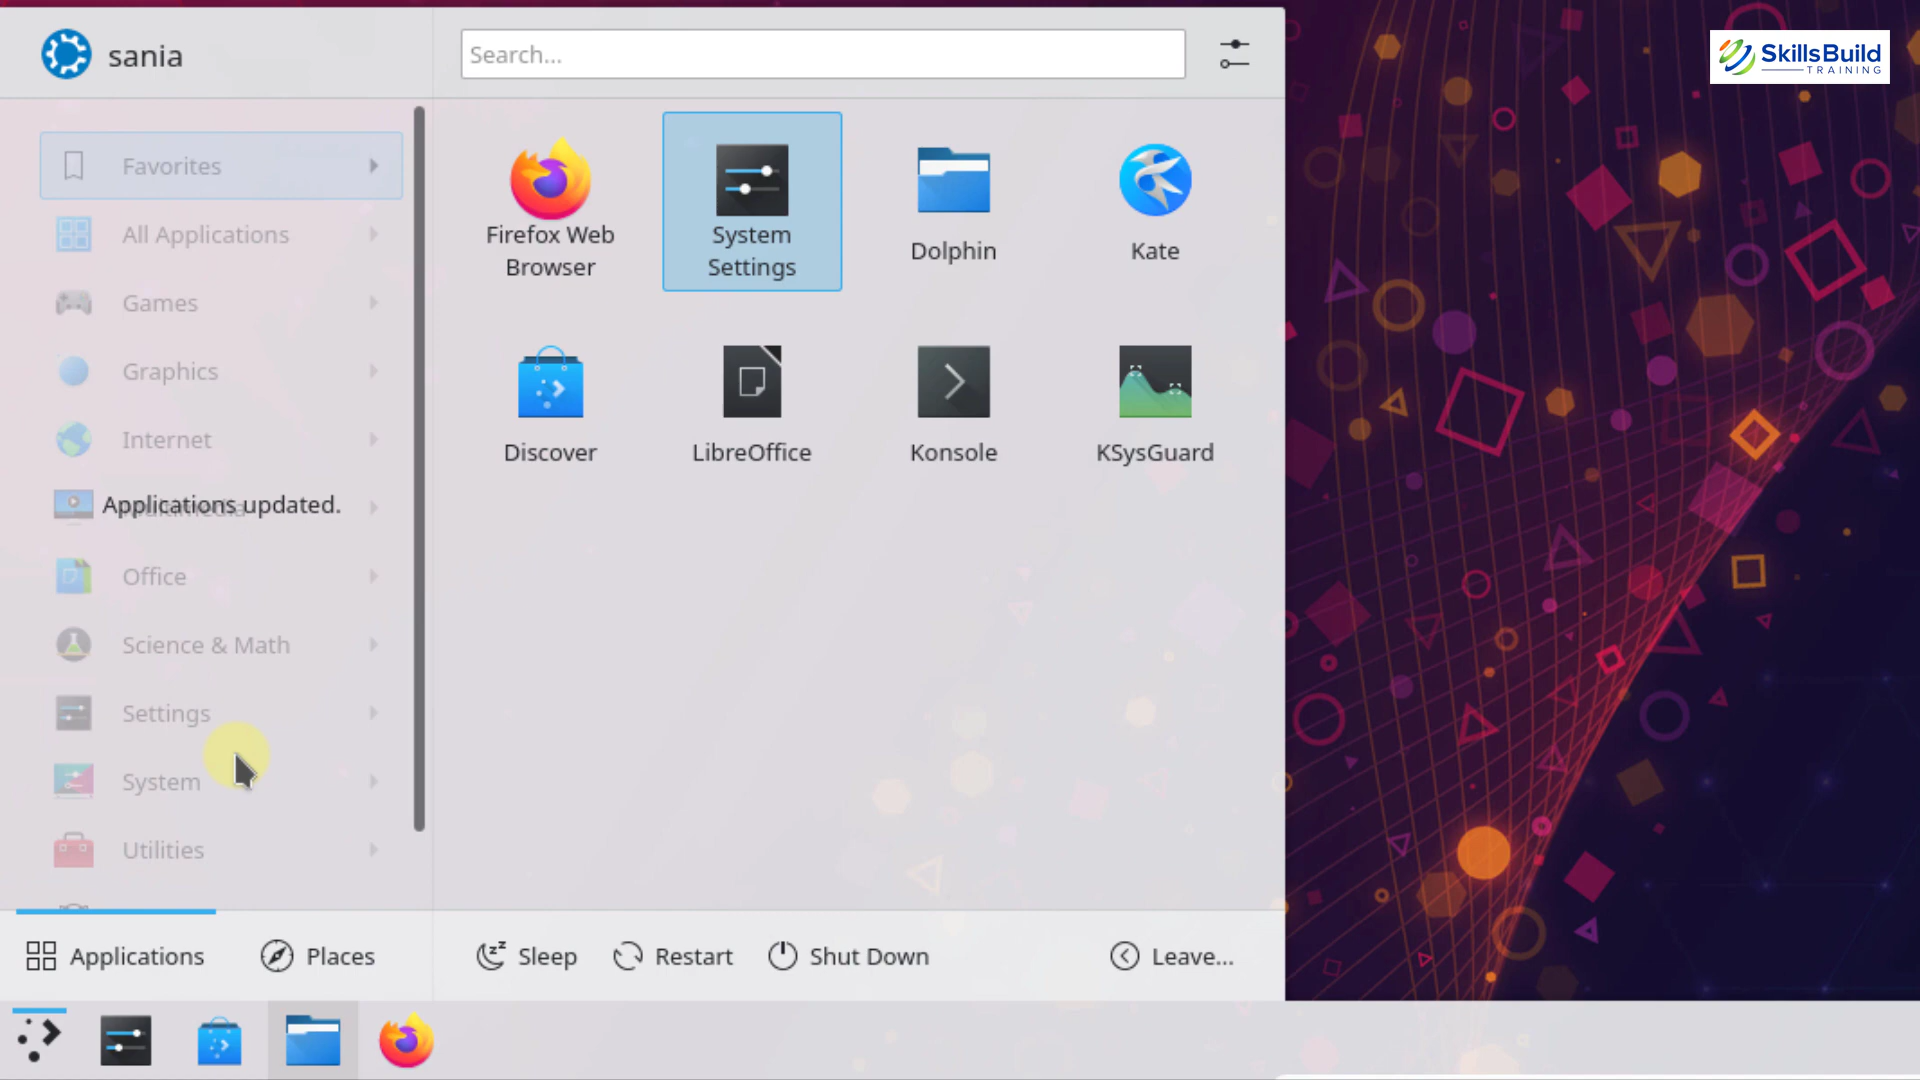 sania
Search...
SkillsBuild
TRAINING
Favorites
All Applications
Games
Graphics
Internet
Applications updated.
Multimedia
Office
Science & Math
Settings
System
Utilities
Firefox Web
Browser
System
Settings
Dolphin
Kate
Discover
LibreOffice
Konsole
KSysGuard
Applications
Places
Sleep
Restart
Shut Down
Leave...